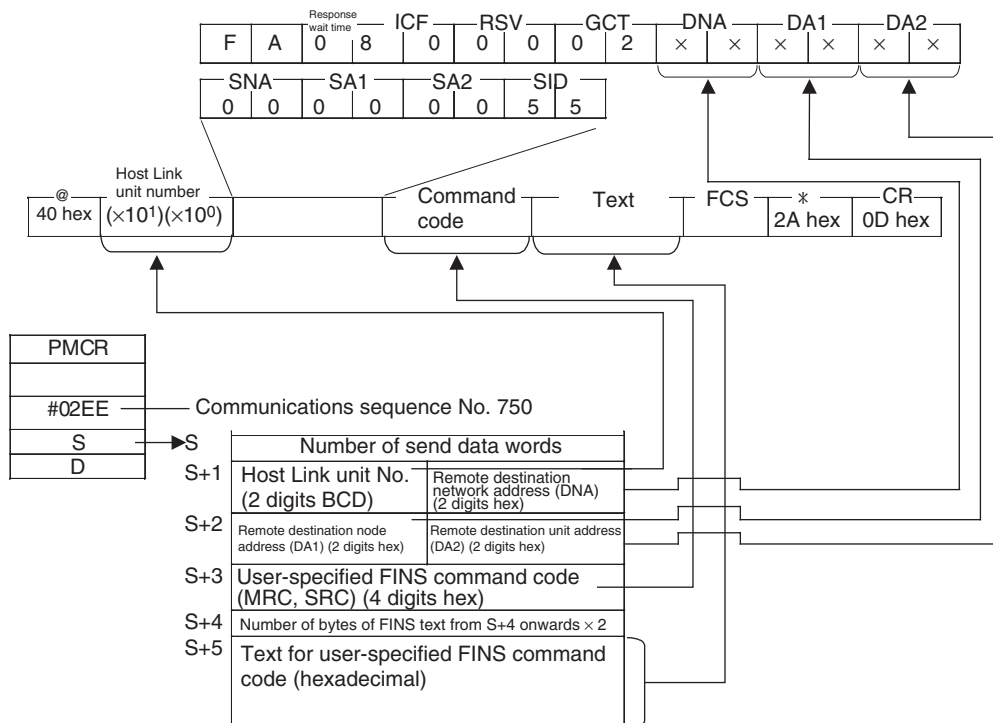 Response
wait time
ICF RSV GCT DNA DA1 DA2
F A 0 8 0 0 0 0 2 × × × × × ×
SNA SA1 SA2 SID
0 0 0 0 0 0 5 5
Host Link
unit number
@
40 hex
(×10¹)(×10⁰)
Command
code
Text
FCS
*
2A hex
CR
0D hex
PMCR
#02EE
Communications sequence No. 750
S
D
S
Number of send data words
S+1
Host Link unit No.
(2 digits BCD)
Remote destination
network address (DNA)
(2 digits hex)
S+2
Remote destination node
address (DA1) (2 digits hex)
Remote destination unit address
(DA2) (2 digits hex)
S+3
User-specified FINS command code
(MRC, SRC) (4 digits hex)
S+4
Number of bytes of FINS text from S+4 onwards × 2
S+5
Text for user-specified FINS command
code (hexadecimal)